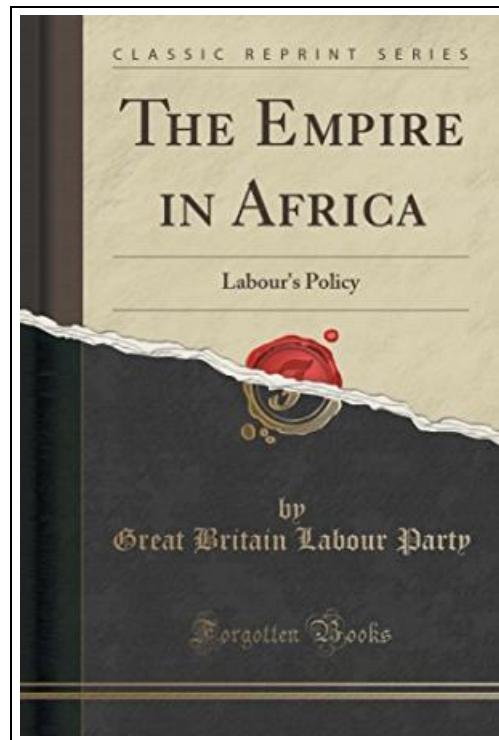 CLASSIC REPRINT SERIES
THE EMPIRE
IN AFRICA
Labour's Policy
by
Great Britain Labour Party
Forgotten Books